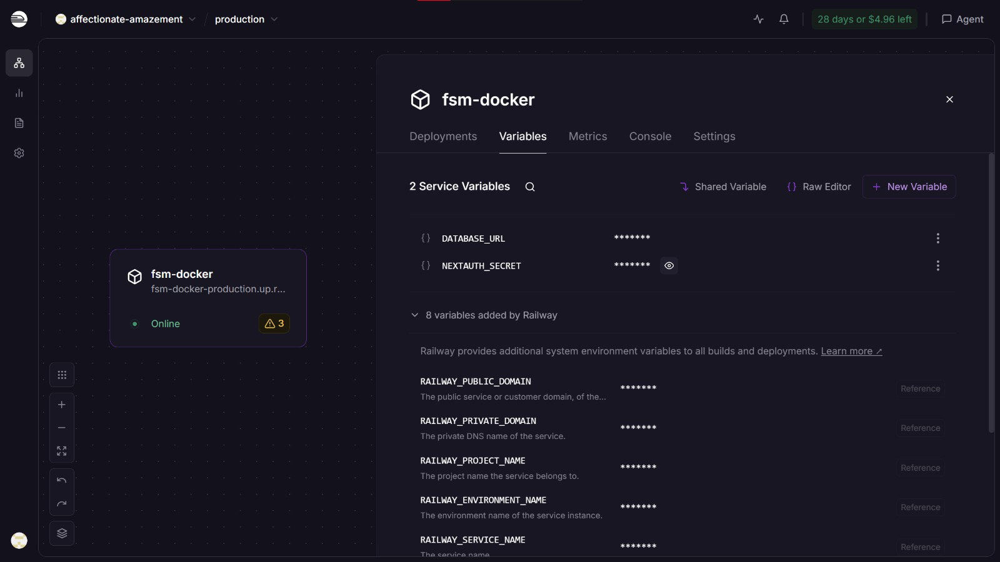 affectionate-amazement
production
28 days or $4.96 left
Agent
fsm-docker
Deployments
Variables
Metrics
Console
Settings
2 Service Variables
Shared Variable
Raw Editor
New Variable
DATABASE_URL
*******
NEXTAUTH_SECRET
*******
8 variables added by Railway
Railway provides additional system environment variables to all builds and deployments. Learn more ↗
RAILWAY_PUBLIC_DOMAIN
The public service or customer domain, of the...
*******
Reference
RAILWAY_PRIVATE_DOMAIN
The private DNS name of the service.
*******
Reference
RAILWAY_PROJECT_NAME
The project name the service belongs to.
*******
Reference
RAILWAY_ENVIRONMENT_NAME
The environment name of the service instance.
*******
Reference
RAILWAY_SERVICE_NAME
The service name
*******
Reference
fsm-docker
fsm-docker-production.up.r...
Online
3